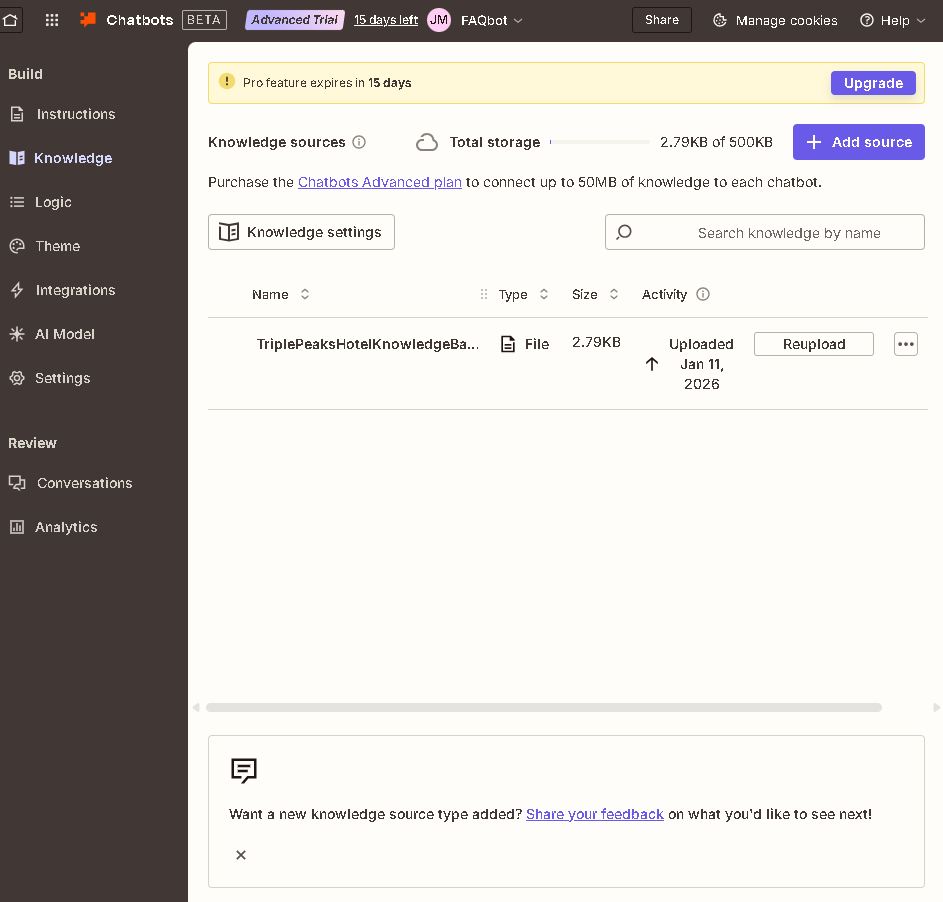 Chatbots BETA Advanced Trial 15 days left JM FAQbot Share Manage cookies Help
Build
Instructions
Knowledge
Logic
Theme
Integrations
AI Model
Settings
Review
Conversations
Analytics
! Pro feature expires in 15 days Upgrade
Knowledge sources Total storage 2.79KB of 500KB + Add source
Purchase the Chatbots Advanced plan to connect up to 50MB of knowledge to each chatbot.
Knowledge settings Search knowledge by name
Name Type Size Activity
TriplePeaksHotelKnowledgeBa... File 2.79KB Uploaded Reupload
Jan 11,
2026
Want a new knowledge source type added? Share your feedback on what you'd like to see next!